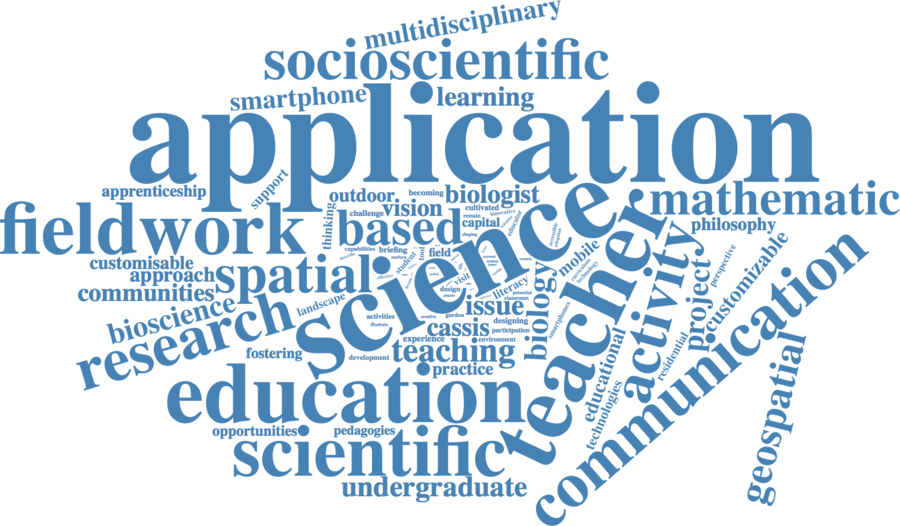 multidisciplinary
socioscientific
smartphone
learning
application
apprenticeship
support
outdoor
becoming
biologist
mathematic
fieldwork
thinking
challenge
vision
cultivated
innovative
remain
capital
educator
based
science
teacher
philosophy
customisable
approach
communities
spatial
capabilities
briefing
field
student
tool
visit
design
literacy
mobile
activity
project
perspective
customizable
bioscience
research
landscape
activities
illustrate
creative
garden
issue
classroom
potential
designing
participation
cassis
experience
environment
biology
smartphones
fostering
development
teaching
practice
education
educational
technologies
residential
communication
geospatial
opportunities
pedagogies
scientific
undergraduate